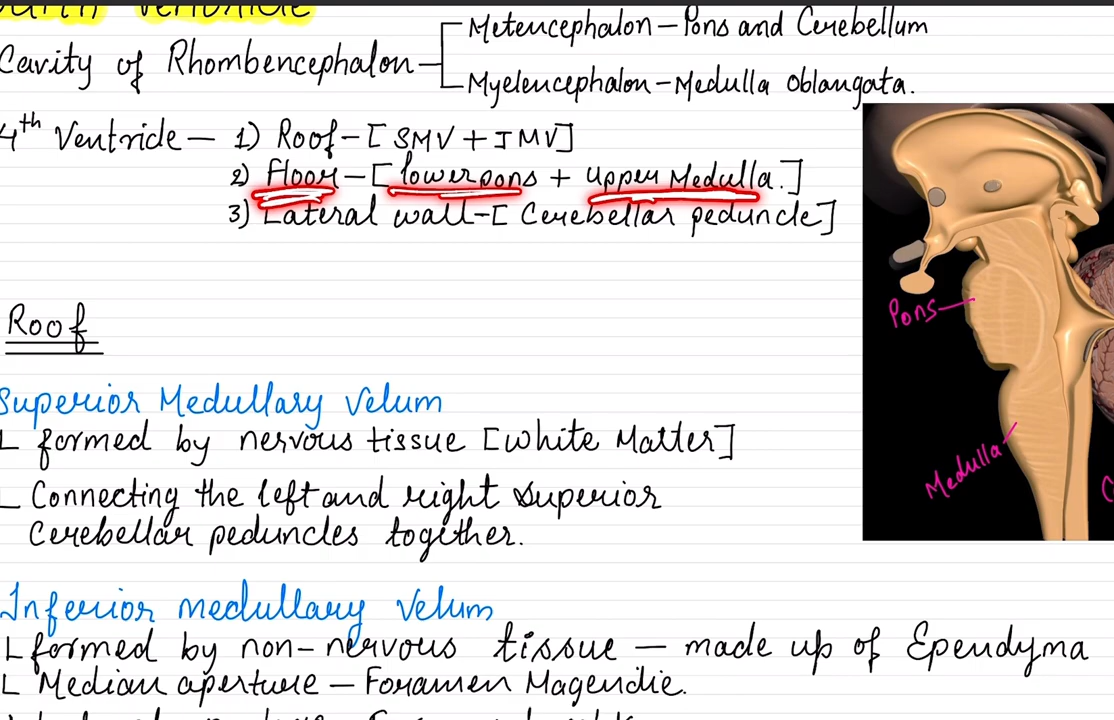 Cavity of Rhombencephalon
Metencephalon - Pons and Cerebellum
Myelencephalon - Medulla Oblangata.
4th Ventricle - 1) Roof - [SMV + IMV]
2) Floor - [lower pons + upper Medulla.]
3) Lateral wall - [Cerebellar peduncle]
Pons
Medulla
Roof
Superior Medullary Velum
formed by nervous tissue [White Matter]
Connecting the left and right superior
Cerebellar peduncles together.
Inferior medullary Velum
formed by non-nervous tissue - made up of Ependyma
Median aperture - Foramen Magendie.